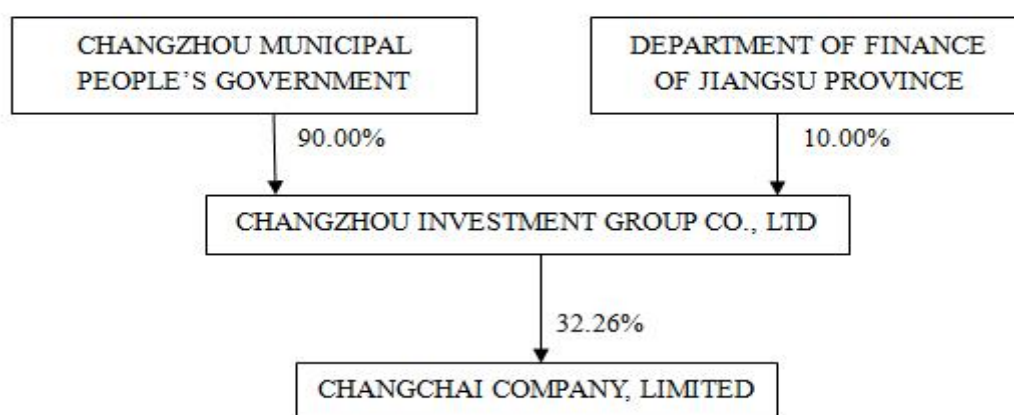 CHANGZHOU MUNICIPAL
PEOPLE’S GOVERNMENT
DEPARTMENT OF FINANCE
OF JIANGSU PROVINCE
90.00%
10.00%
CHANGZHOU INVESTMENT GROUP CO., LTD
32.26%
CHANGCHAI COMPANY, LIMITED